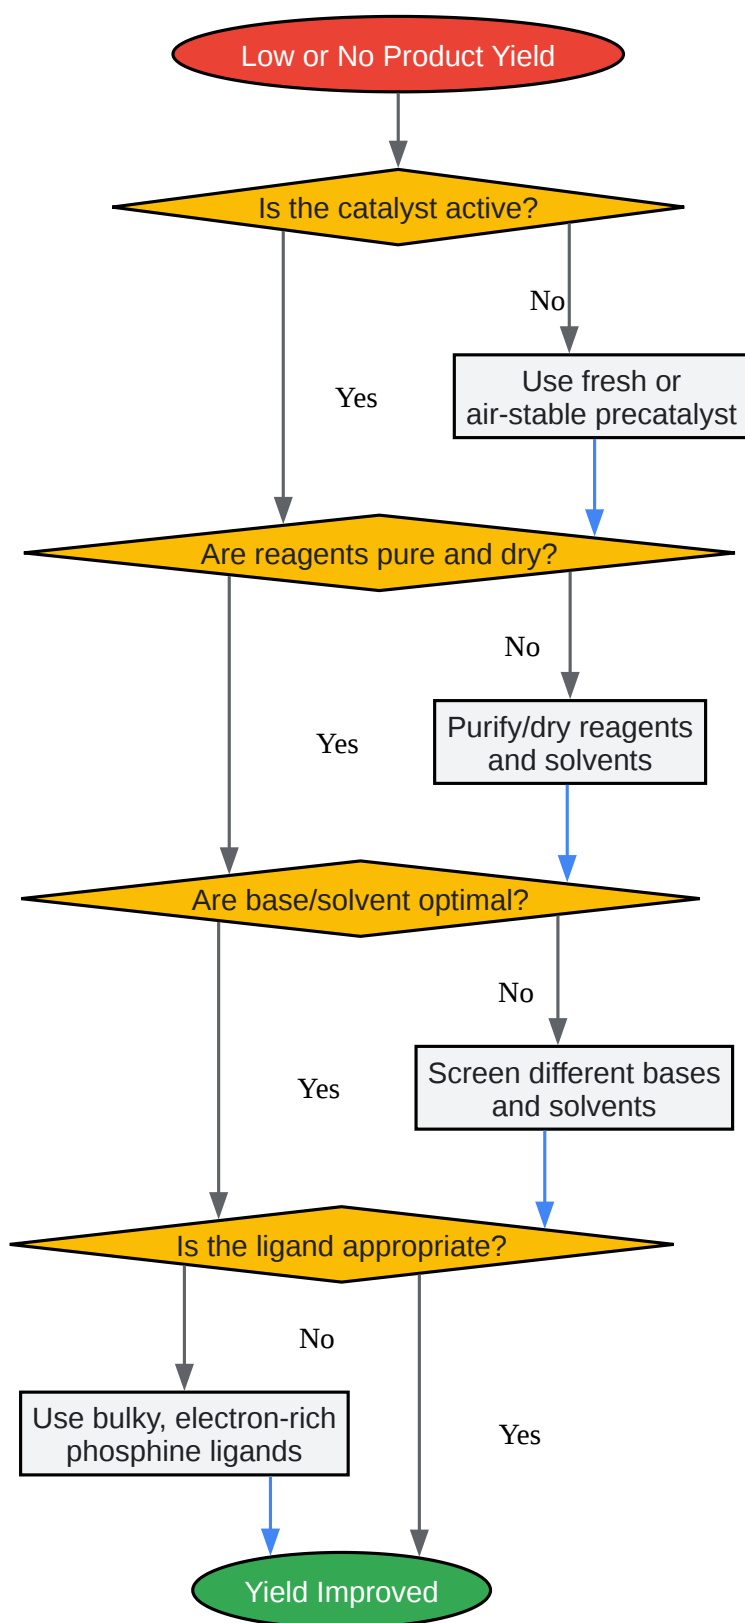 Low or No Product Yield
Is the catalyst active?
No
Use fresh or
air-stable precatalyst
Yes
Are reagents pure and dry?
No
Purify/dry reagents
and solvents
Yes
Are base/solvent optimal?
No
Screen different bases
and solvents
Yes
Is the ligand appropriate?
No
Use bulky, electron-rich
phosphine ligands
Yes
Yield Improved